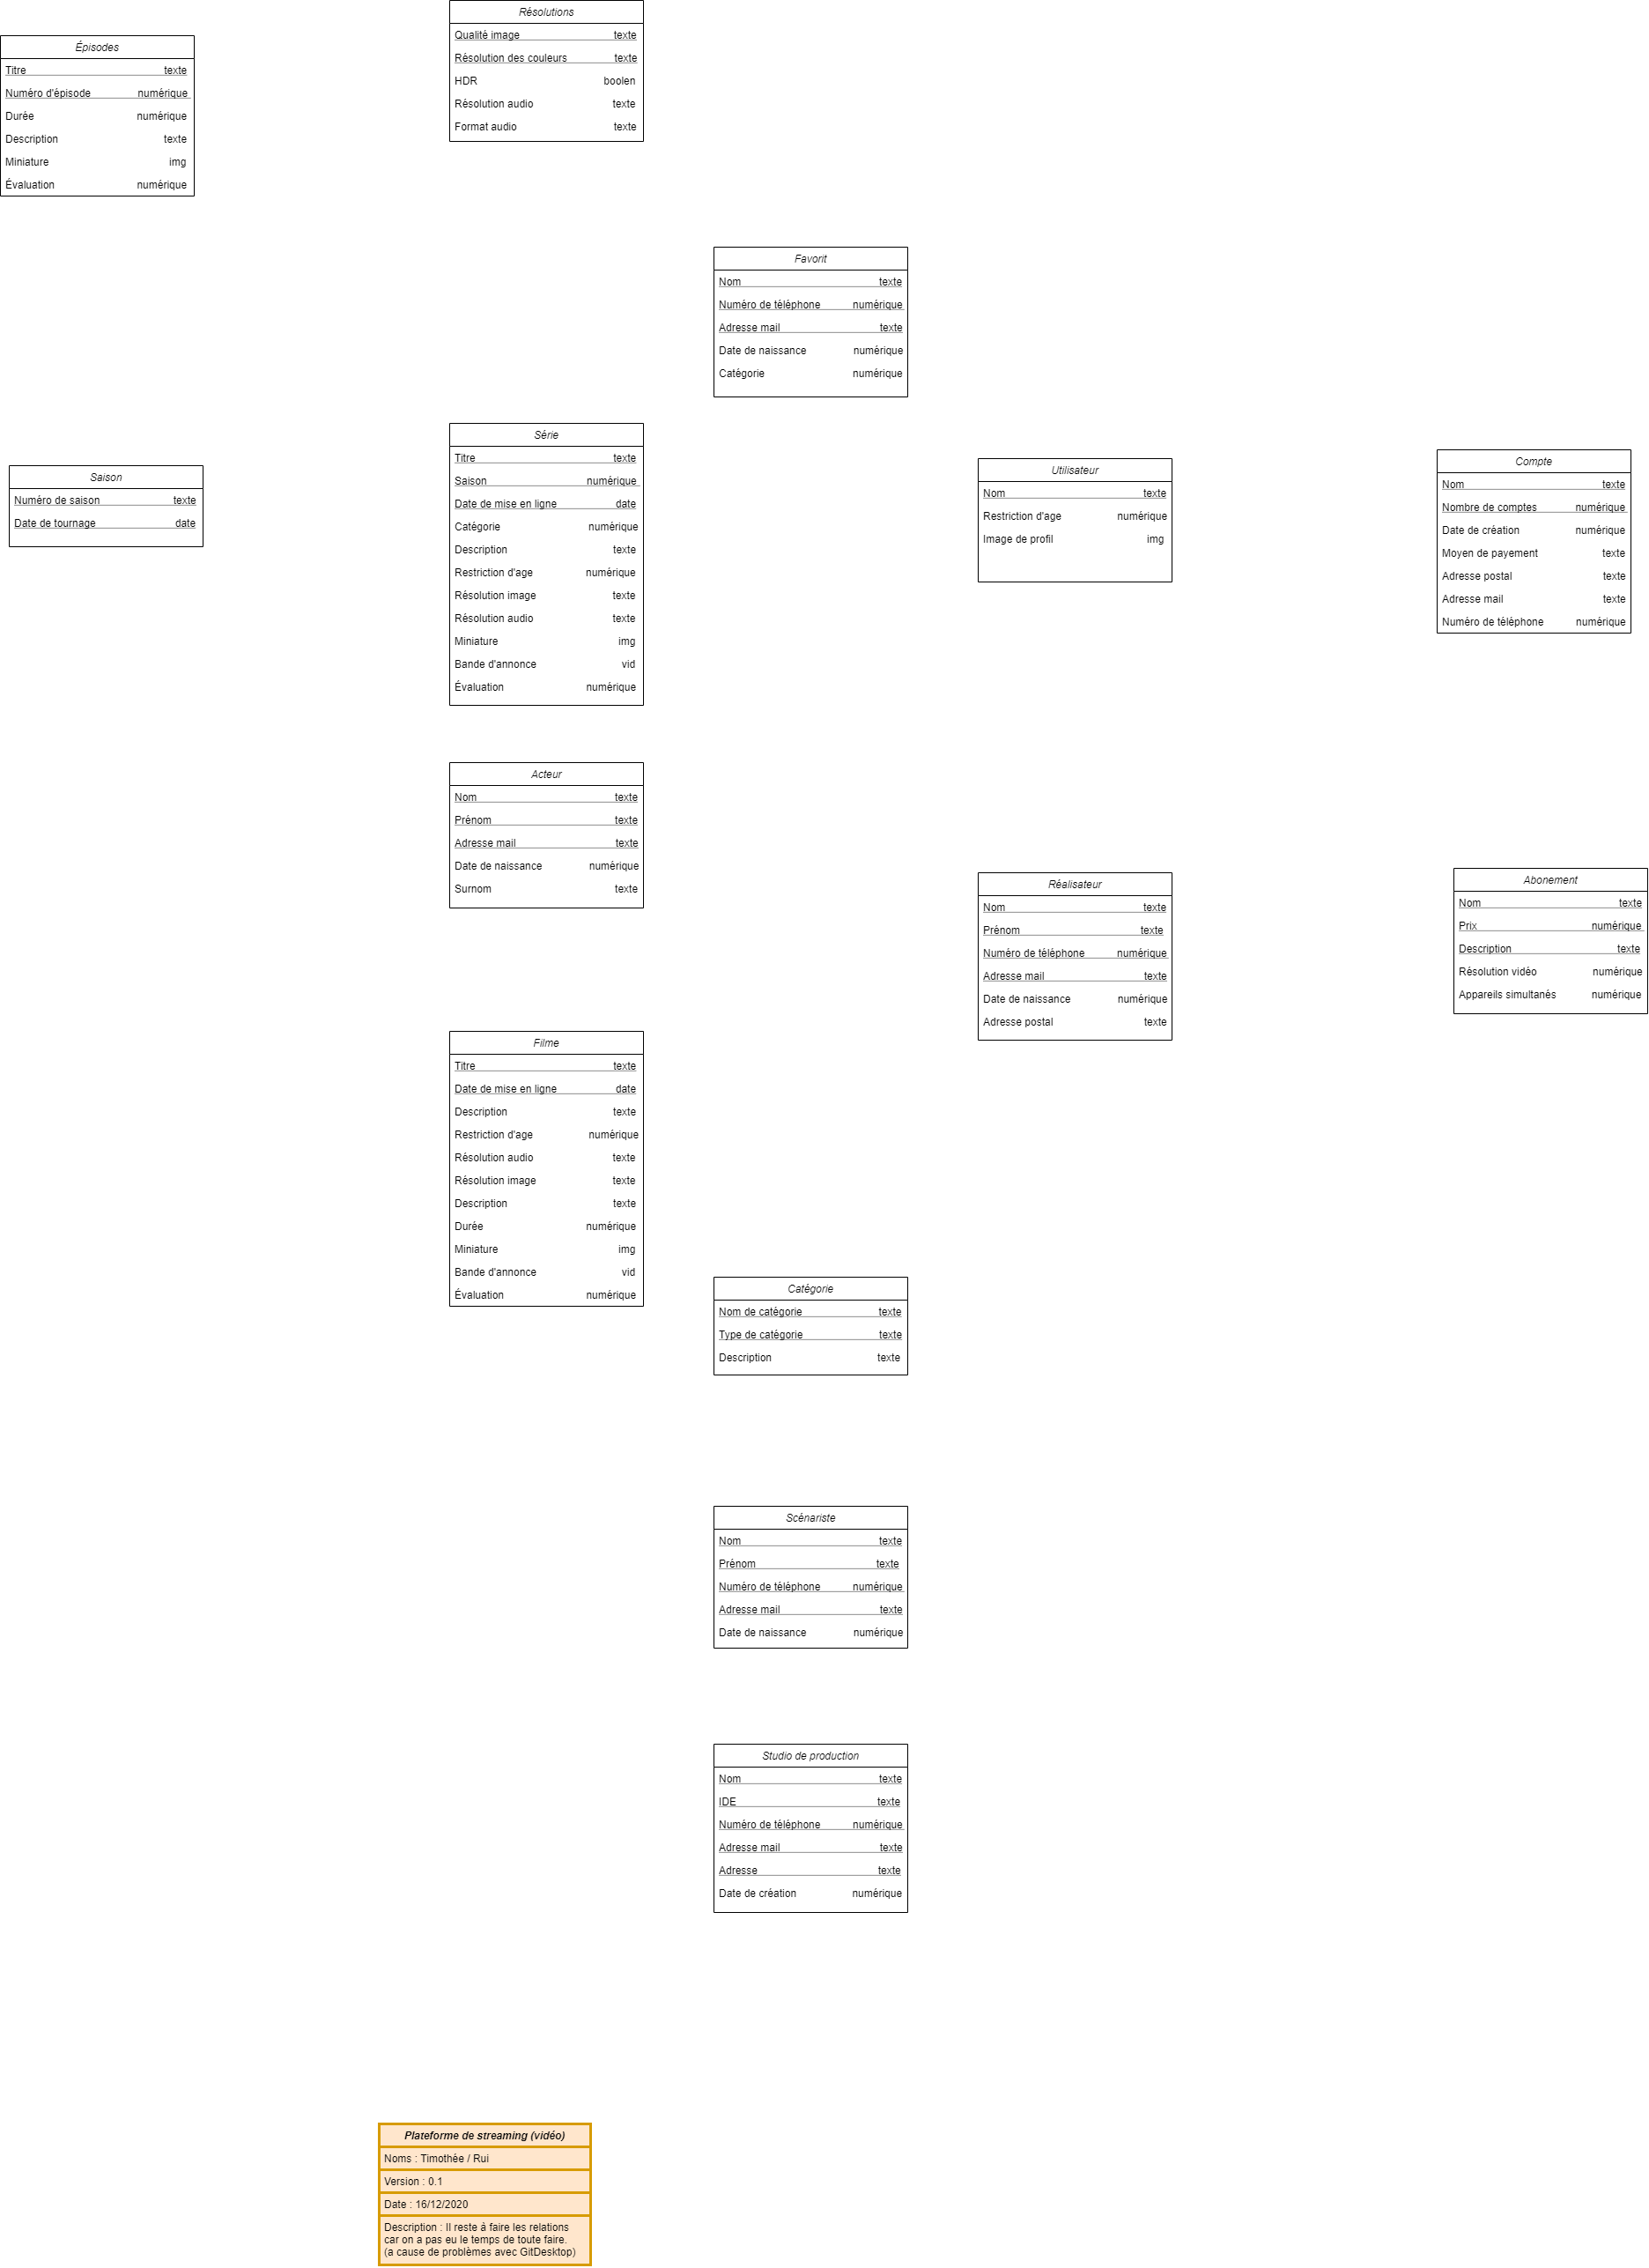 Résolutions
Qualité image texte
Résolution des couleurs texte
HDR boolen
Résolution audio texte
Format audio texte
Épisodes
Titre texte
Numéro d'épisode numérique
Durée numérique
Description texte
Miniature img
Évaluation numérique
Favorit
Nom texte
Numéro de téléphone numérique
Adresse mail texte
Date de naissance numérique
Catégorie numérique
Saison
Numéro de saison texte
Date de tournage date
Série
Titre texte
Saison numérique
Date de mise en ligne date
Catégorie numérique
Description texte
Restriction d'age numérique
Résolution image texte
Résolution audio texte
Miniature img
Bande d'annonce vid
Évaluation numérique
Utilisateur
Nom texte
Restriction d'age numérique
Image de profil img
Compte
Nom texte
Nombre de comptes numérique
Date de création numérique
Moyen de payement texte
Adresse postal texte
Adresse mail texte
Numéro de téléphone numérique
Acteur
Nom texte
Prénom texte
Adresse mail texte
Date de naissance numérique
Surnom texte
Réalisateur
Nom texte
Prénom texte
Numéro de téléphone numérique
Adresse mail texte
Date de naissance numérique
Adresse postal texte
Abonement
Nom texte
Prix numérique
Description texte
Résolution vidéo numérique
Appareils simultanés numérique
Filme
Titre texte
Date de mise en ligne date
Description texte
Restriction d'age numérique
Résolution audio texte
Résolution image texte
Description texte
Durée numérique
Miniature img
Bande d'annonce vid
Évaluation numérique
Catégorie
Nom de catégorie texte
Type de catégorie texte
Description texte
Scénariste
Nom texte
Prénom texte
Numéro de téléphone numérique
Adresse mail texte
Date de naissance numérique
Studio de production
Nom texte
IDE texte
Numéro de téléphone numérique
Adresse mail texte
Adresse texte
Date de création numérique
Plateforme de streaming (vidéo)
Noms : Timothée / Rui
Version : 0.1
Date : 16/12/2020
Description : Il reste à faire les relations
car on a pas eu le temps de toute faire.
(a cause de problèmes avec GitDesktop)